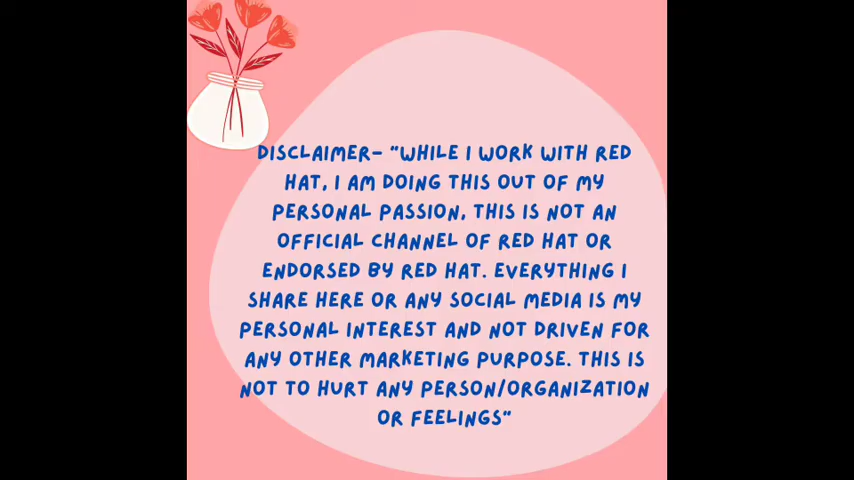 DISCLAIMER- "WHILE I WORK WITH RED
HAT, I AM DOING THIS OUT OF MY
PERSONAL PASSION, THIS IS NOT AN
OFFICIAL CHANNEL OF RED HAT OR
ENDORSED BY RED HAT. EVERYTHING I
SHARE HERE OR ANY SOCIAL MEDIA IS MY
PERSONAL INTEREST AND NOT DRIVEN FOR
ANY OTHER MARKETING PURPOSE. THIS IS
NOT TO HURT ANY PERSON/ORGANIZATION
OR FEELINGS"